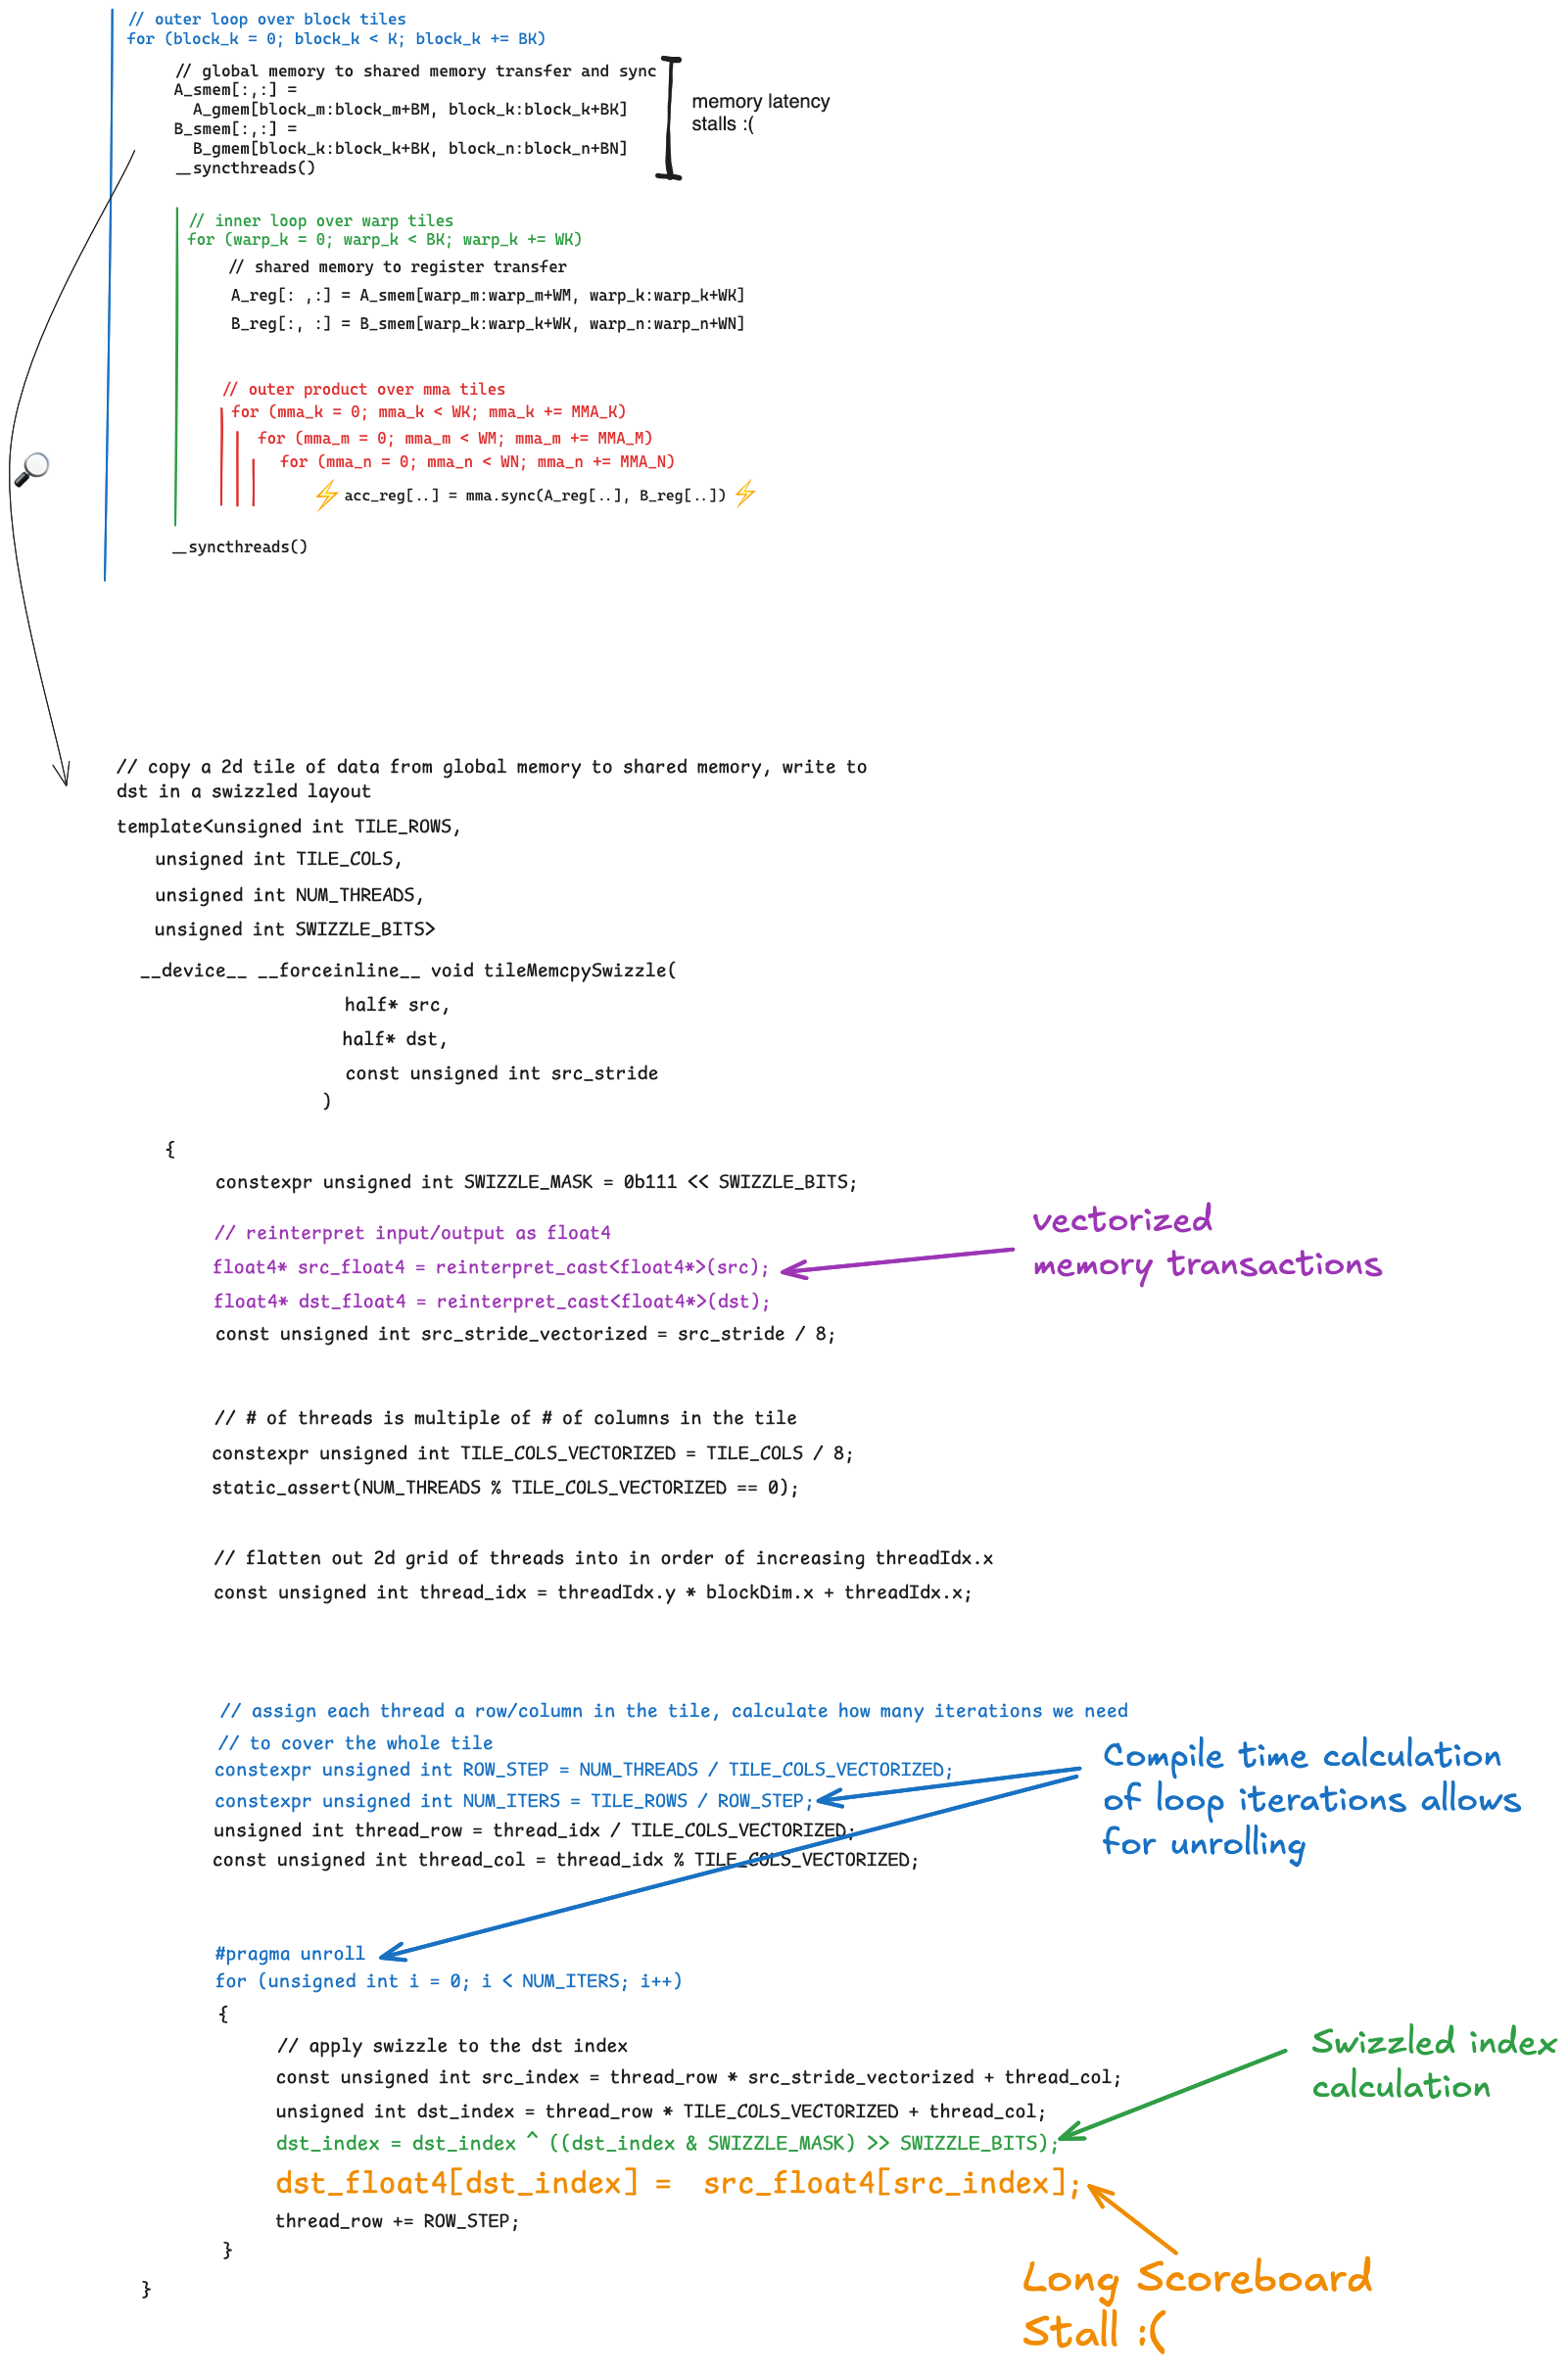 // outer loop over block tiles
for (block_k = 0; block_k < K; block_k += BK)
// global memory to shared memory transfer and sync
A_smem[:,:] =
A_gmem[block_m:block_m+BM, block_k:block_k+BK]
B_smem[:,:] =
B_gmem[block_k:block_k+BK, block_n:block_n+BN]
__syncthreads()
memory latency
stalls :(
// inner loop over warp tiles
for (warp_k = 0; warp_k < BK; warp_k += WK)
// shared memory to register transfer
A_reg[: ,:] = A_smem[warp_m:warp_m+WM, warp_k:warp_k+WK]
B_reg[:, :] = B_smem[warp_k:warp_k+WK, warp_n:warp_n+WN]
// outer product over mma tiles
for (mma_k = 0; mma_k < WK; mma_k += MMA_K)
for (mma_m = 0; mma_m < WM; mma_m += MMA_M)
for (mma_n = 0; mma_n < WN; mma_n += MMA_N)
⚡ acc_reg[..] = mma.sync(A_reg[..], B_reg[..]) ⚡
__syncthreads()
// copy a 2d tile of data from global memory to shared memory, write to
dst in a swizzled layout
template<unsigned int TILE_ROWS,
unsigned int TILE_COLS,
unsigned int NUM_THREADS,
unsigned int SWIZZLE_BITS>
__device__ __forceinline__ void tileMemcpySwizzle(
half* src,
half* dst,
const unsigned int src_stride
)
{
constexpr unsigned int SWIZZLE_MASK = 0b111 << SWIZZLE_BITS;
// reinterpret input/output as float4
float4* src_float4 = reinterpret_cast<float4*>(src);
float4* dst_float4 = reinterpret_cast<float4*>(dst);
const unsigned int src_stride_vectorized = src_stride / 8;
vectorized
memory transactions
// # of threads is multiple of # of columns in the tile
constexpr unsigned int TILE_COLS_VECTORIZED = TILE_COLS / 8;
static_assert(NUM_THREADS % TILE_COLS_VECTORIZED == 0);
// flatten out 2d grid of threads into in order of increasing threadIdx.x
const unsigned int thread_idx = threadIdx.y * blockDim.x + threadIdx.x;
// assign each thread a row/column in the tile, calculate how many iterations we need
// to cover the whole tile
constexpr unsigned int ROW_STEP = NUM_THREADS / TILE_COLS_VECTORIZED;
constexpr unsigned int NUM_ITERS = TILE_ROWS / ROW_STEP;
unsigned int thread_row = thread_idx / TILE_COLS_VECTORIZED;
const unsigned int thread_col = thread_idx % TILE_COLS_VECTORIZED;
Compile time calculation
of loop iterations allows
for unrolling
#pragma unroll
for (unsigned int i = 0; i < NUM_ITERS; i++)
{
// apply swizzle to the dst index
const unsigned int src_index = thread_row * src_stride_vectorized + thread_col;
unsigned int dst_index = thread_row * TILE_COLS_VECTORIZED + thread_col;
dst_index = dst_index ^ ((dst_index & SWIZZLE_MASK) >> SWIZZLE_BITS);
dst_float4[dst_index] = src_float4[src_index];
thread_row += ROW_STEP;
}
}
Swizzled index
calculation
Long Scoreboard
Stall :(